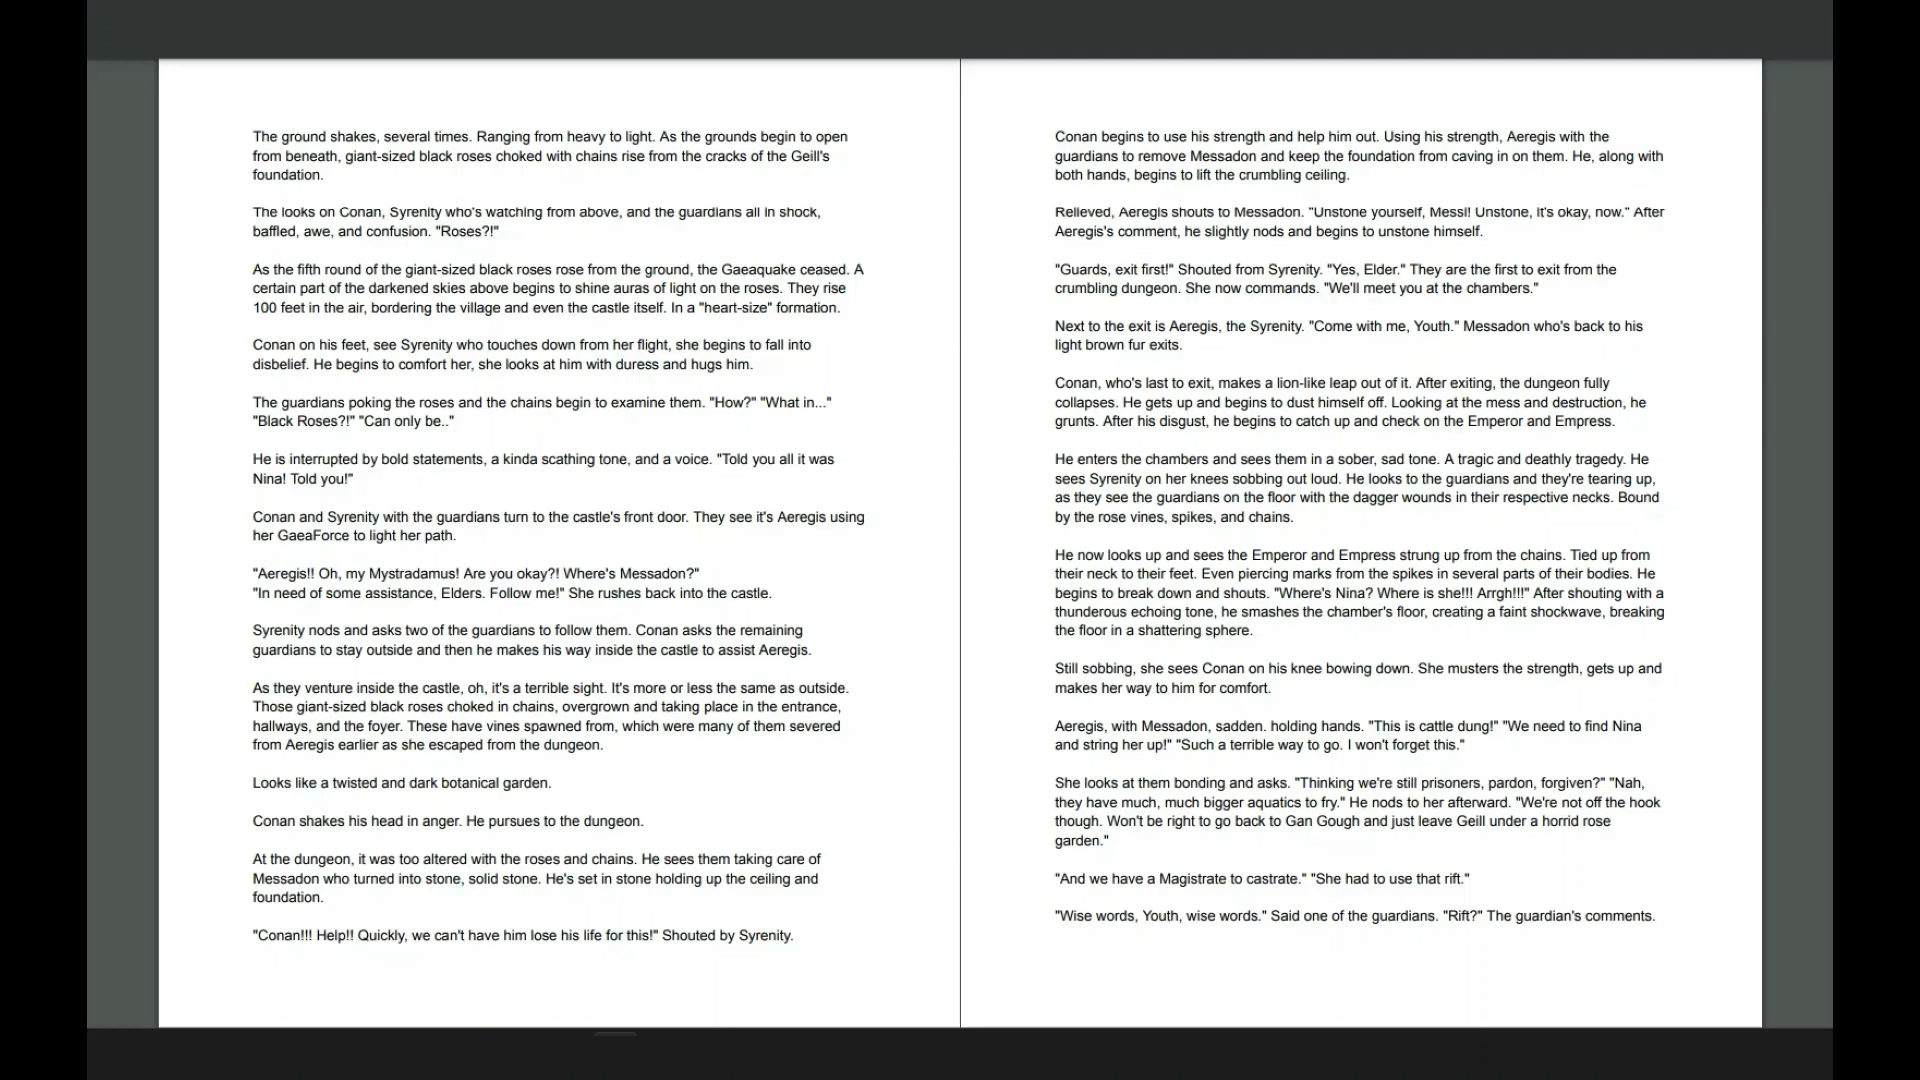 The ground shakes, several times. Ranging from heavy to light. As the grounds begin to open
from beneath, giant-sized black roses choked with chains rise from the cracks of the Geill's
foundation.
The looks on Conan, Syrenity who's watching from above, and the guardians all in shock,
baffled, awe, and confusion. "Roses?!"
As the fifth round of the giant-sized black roses rose from the ground, the Gaeaquake ceased. A
certain part of the darkened skies above begins to shine auras of light on the roses. They rise
100 feet in the air, bordering the village and even the castle itself. In a "heart-size" formation.
Conan on his feet, see Syrenity who touches down from her flight, she begins to fall into
disbelief. He begins to comfort her, she looks at him with duress and hugs him.
The guardians poking the roses and the chains begin to examine them. "How?" "What in..."
"Black Roses?!" "Can only be.."
He is interrupted by bold statements, a kinda scathing tone, and a voice. "Told you all it was
Nina! Told you!"
Conan and Syrenity with the guardians turn to the castle's front door. They see it's Aeregis using
her GaeaForce to light her path.
"Aeregis!! Oh, my Mystradamus! Are you okay?! Where's Messadon?"
"In need of some assistance, Elders. Follow me!" She rushes back into the castle.
Syrenity nods and asks two of the guardians to follow them. Conan asks the remaining
guardians to stay outside and then he makes his way inside the castle to assist Aeregis.
As they venture inside the castle, oh, it's a terrible sight. It's more or less the same as outside.
Those giant-sized black roses choked in chains, overgrown and taking place in the entrance,
hallways, and the foyer. These have vines spawned from, which were many of them severed
from Aeregis earlier as she escaped from the dungeon.
Looks like a twisted and dark botanical garden.
Conan shakes his head in anger. He pursues to the dungeon.
At the dungeon, it was too altered with the roses and chains. He sees them taking care of
Messadon who turned into stone, solid stone. He's set in stone holding up the ceiling and
foundation.
"Conan!!! Help!! Quickly, we can't have him lose his life for this!" Shouted by Syrenity.
Conan begins to use his strength and help him out. Using his strength, Aeregis with the
guardians to remove Messadon and keep the foundation from caving in on them. He, along with
both hands, begins to lift the crumbling ceiling.
Relieved, Aeregis shouts to Messadon. "Unstone yourself, Messi! Unstone, it's okay, now." After
Aeregis's comment, he slightly nods and begins to unstone himself.
"Guards, exit first!" Shouted from Syrenity. "Yes, Elder." They are the first to exit from the
crumbling dungeon. She now commands. "We'll meet you at the chambers."
Next to the exit is Aeregis, the Syrenity. "Come with me, Youth." Messadon who's back to his
light brown fur exits.
Conan, who's last to exit, makes a lion-like leap out of it. After exiting, the dungeon fully
collapses. He gets up and begins to dust himself off. Looking at the mess and destruction, he
grunts. After his disgust, he begins to catch up and check on the Emperor and Empress.
He enters the chambers and sees them in a sober, sad tone. A tragic and deathly tragedy. He
sees Syrenity on her knees sobbing out loud. He looks to the guardians and they're tearing up,
as they see the guardians on the floor with the dagger wounds in their respective necks. Bound
by the rose vines, spikes, and chains.
He now looks up and sees the Emperor and Empress strung up from the chains. Tied up from
their neck to their feet. Even piercing marks from the spikes in several parts of their bodies. He
begins to break down and shouts. "Where's Nina? Where is she!!! Arrgh!!!" After shouting with a
thunderous echoing tone, he smashes the chamber's floor, creating a faint shockwave, breaking
the floor in a shattering sphere.
Still sobbing, she sees Conan on his knee bowing down. She musters the strength, gets up and
makes her way to him for comfort.
Aeregis, with Messadon, sadden. holding hands. "This is cattle dung!" "We need to find Nina
and string her up!" "Such a terrible way to go. I won't forget this."
She looks at them bonding and asks. "Thinking we're still prisoners, pardon, forgiven?" "Nah,
they have much, much bigger aquatics to fry." He nods to her afterward. "We're not off the hook
though. Won't be right to go back to Gan Gough and just leave Geill under a horrid rose
garden."
"And we have a Magistrate to castrate." "She had to use that rift."
"Wise words, Youth, wise words." Said one of the guardians. "Rift?" The guardian's comments.